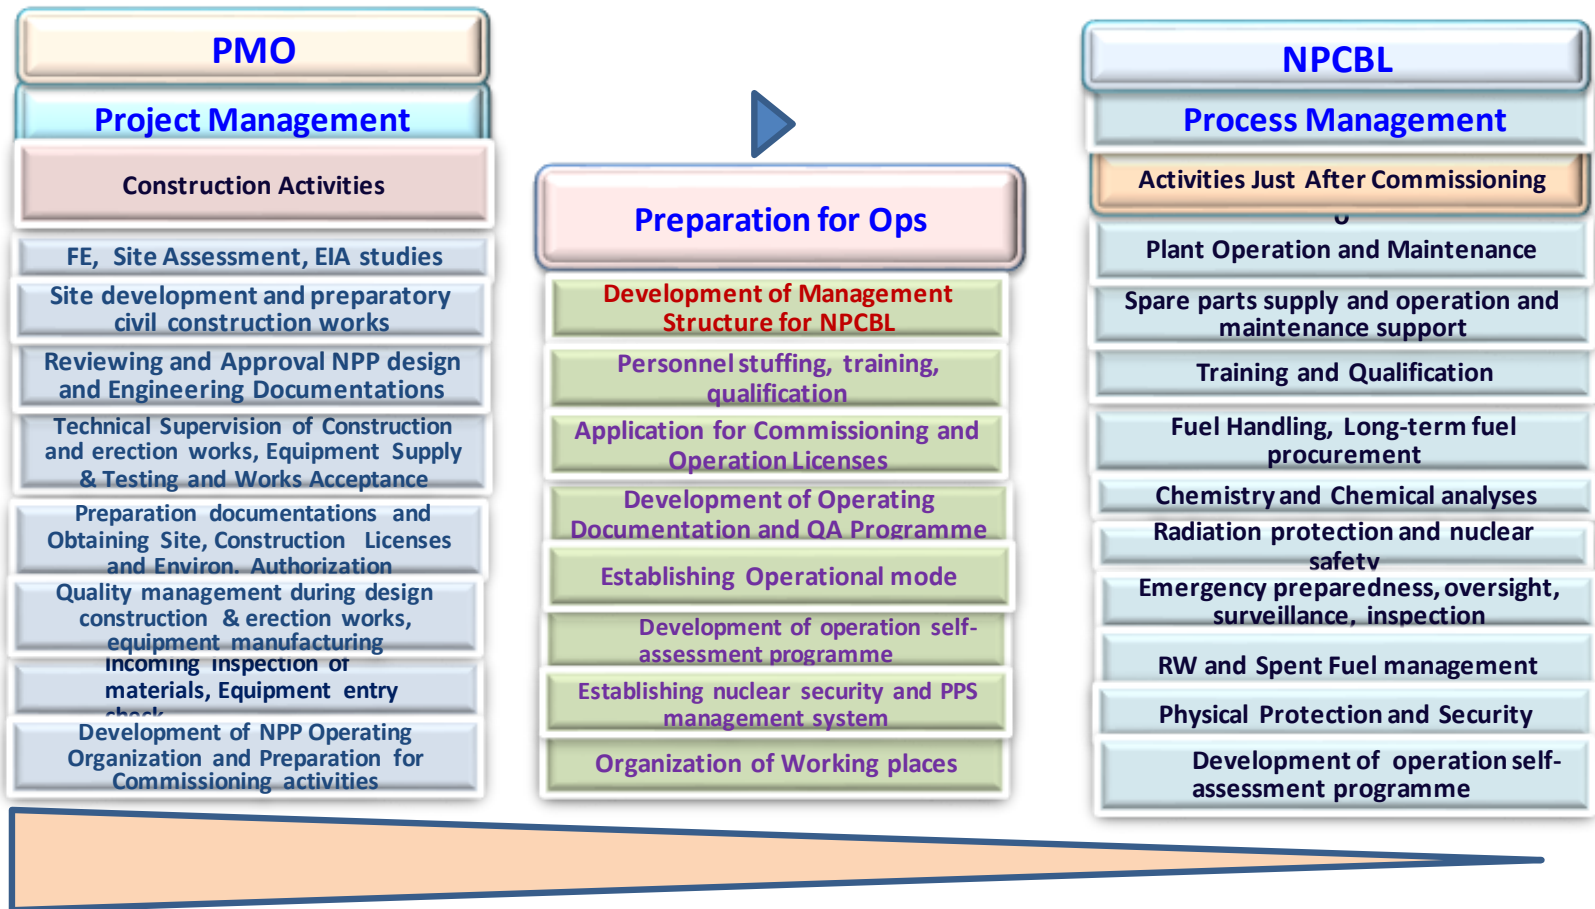 PMO
Project Management
Construction Activities
FE, Site Assessment, EIA studies
Site development and preparatory
civil construction works
Reviewing and Approval NPP design
and Engineering Documentations
Technical Supervision of Construction
and erection works, Equipment Supply
& Testing and Works Acceptance
Preparation documentations and
Obtaining Site, Construction Licenses
and Environ. Authorization
Quality management during design
construction & erection works,
equipment manufacturing
Incoming inspection of
materials, Equipment entry
check
Development of NPP Operating
Organization and Preparation for
Commissioning activities
Preparation for Ops
Development of Management
Structure for NPCBL
Personnel stuffing, training,
qualification
Application for Commissioning and
Operation Licenses
Development of Operating
Documentation and QA Programme
Establishing Operational mode
Development of operation self-
assessment programme
Establishing nuclear security and PPS
management system
Organization of Working places
NPCBL
Process Management
Activities Just After Commissioning
Plant Operation and Maintenance
Spare parts supply and operation and
maintenance support
Training and Qualification
Fuel Handling, Long-term fuel
procurement
Chemistry and Chemical analyses
Radiation protection and nuclear
safety
Emergency preparedness, oversight,
surveillance, inspection
RW and Spent Fuel management
Physical Protection and Security
Development of operation self-
assessment programme